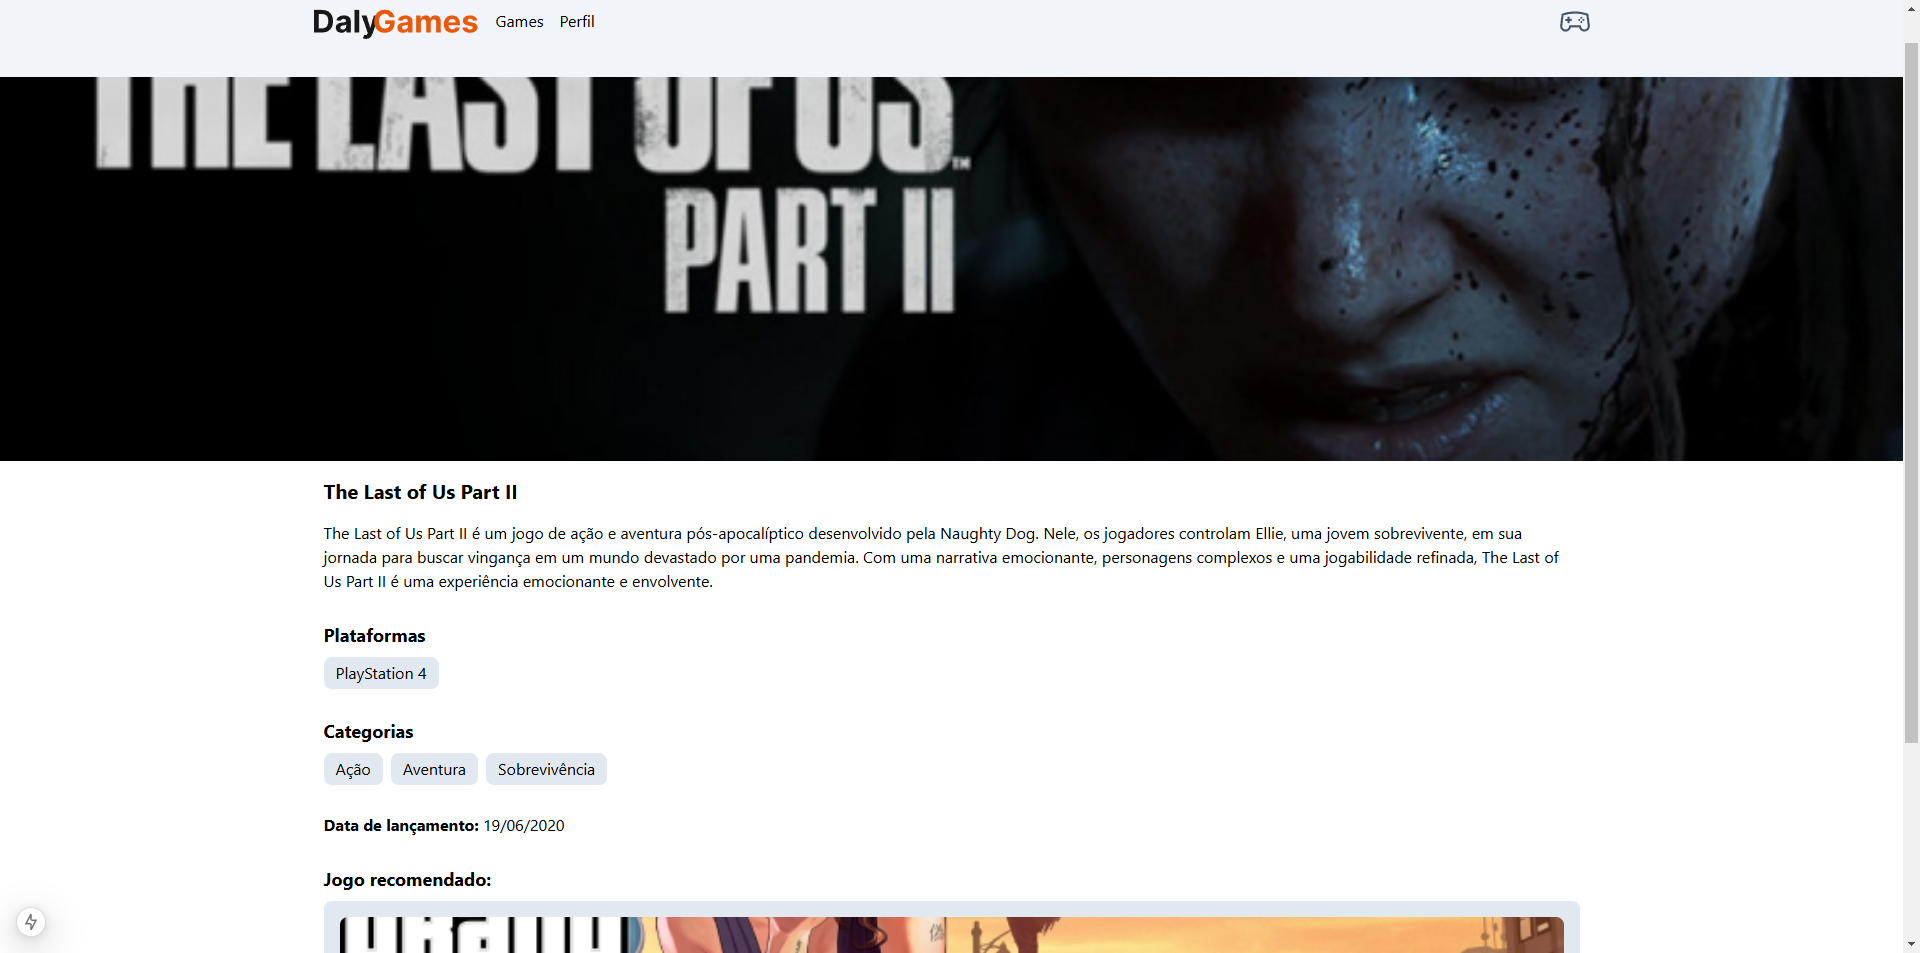 DalyGames Games Perfil
THE LAST OF US
TM
PART II
The Last of Us Part II
The Last of Us Part II é um jogo de ação e aventura pós-apocalíptico desenvolvido pela Naughty Dog. Nele, os jogadores controlam Ellie, uma jovem sobrevivente, em sua
jornada para buscar vingança em um mundo devastado por uma pandemia. Com uma narrativa emocionante, personagens complexos e uma jogabilidade refinada, The Last of
Us Part II é uma experiência emocionante e envolvente.
Plataformas
PlayStation 4
Categorias
Ação Aventura Sobrevivência
Data de lançamento: 19/06/2020
Jogo recomendado: